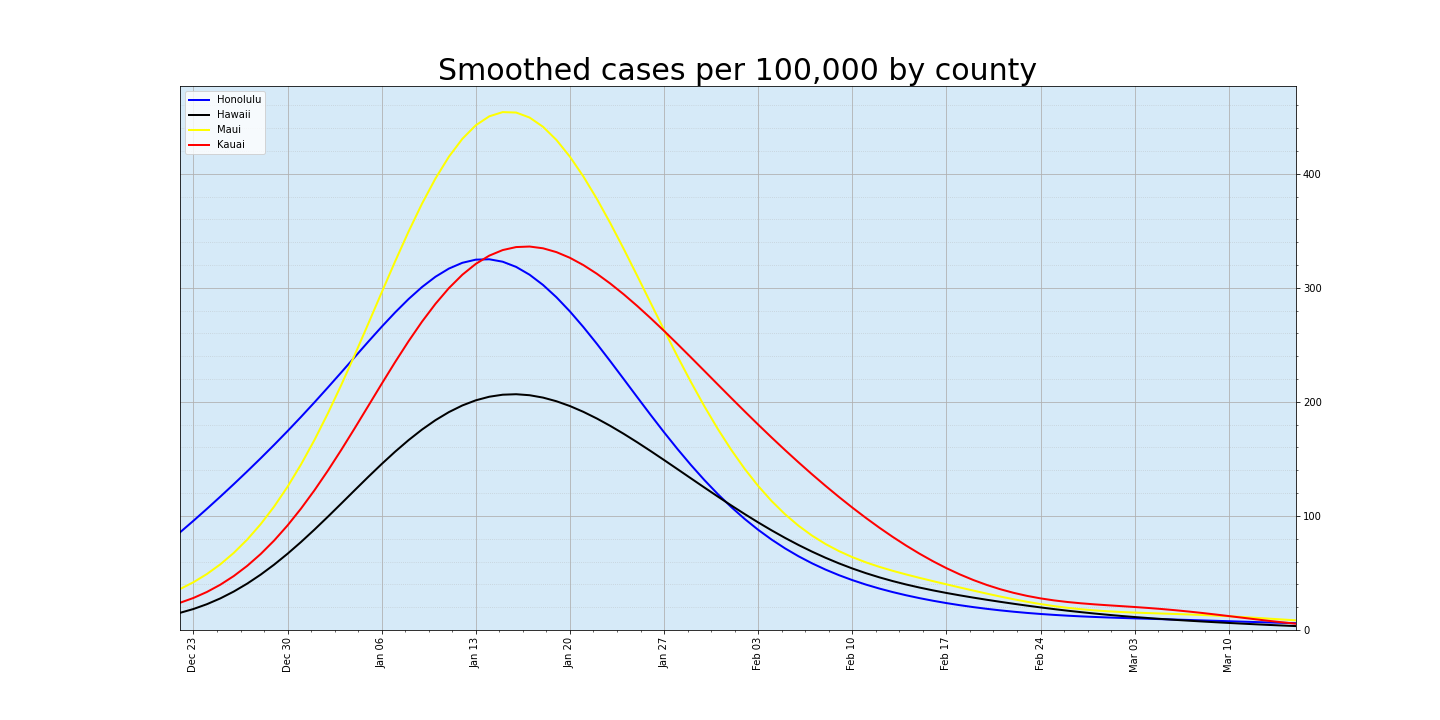 Smoothed cases per 100,000 by county
Honolulu
Hawaii
Maui
Kauai
400
300
200
100
0
Dec 23
Dec 30
Jan 06
Jan 13
Jan 20
Jan 27
Feb 03
Feb 10
Feb 17
Feb 24
Mar 03
Mar 10